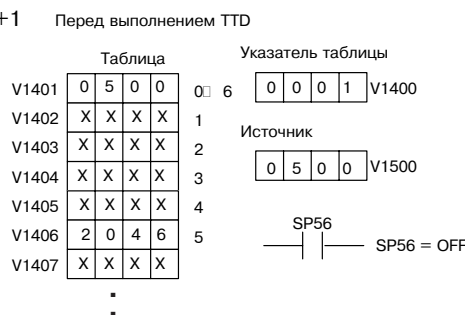 +1 Перед выполнением TTD
Таблица
Указатель таблицы
V1401 0 5 0 0 0□ 6
0 0 0 1 V1400
V1402 X X X X 1
V1403 X X X X 2
Источник
V1404 X X X X 3
0 5 0 0 V1500
V1405 X X X X 4
V1406 2 0 4 6 5
SP56
SP56 = OFF
V1407 X X X X